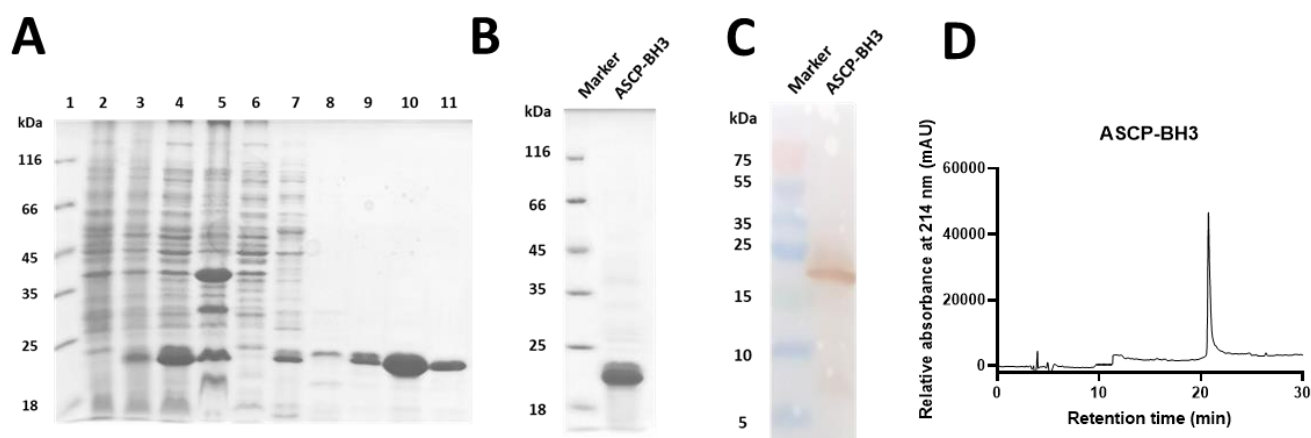 A
1 2 3 4 5 6 7 8 9 10 11
kDa
116
66
45
35
25
18
B
Marker
ASCP-BH3
kDa
116
66
45
35
25
18
C
Marker
ASCP-BH3
kDa
75
55
35
25
15
10
5
D
ASCP-BH3
Relative absorbance at 214 nm (mAU)
60000
40000
20000
0
0 10 20 30
Retention time (min)